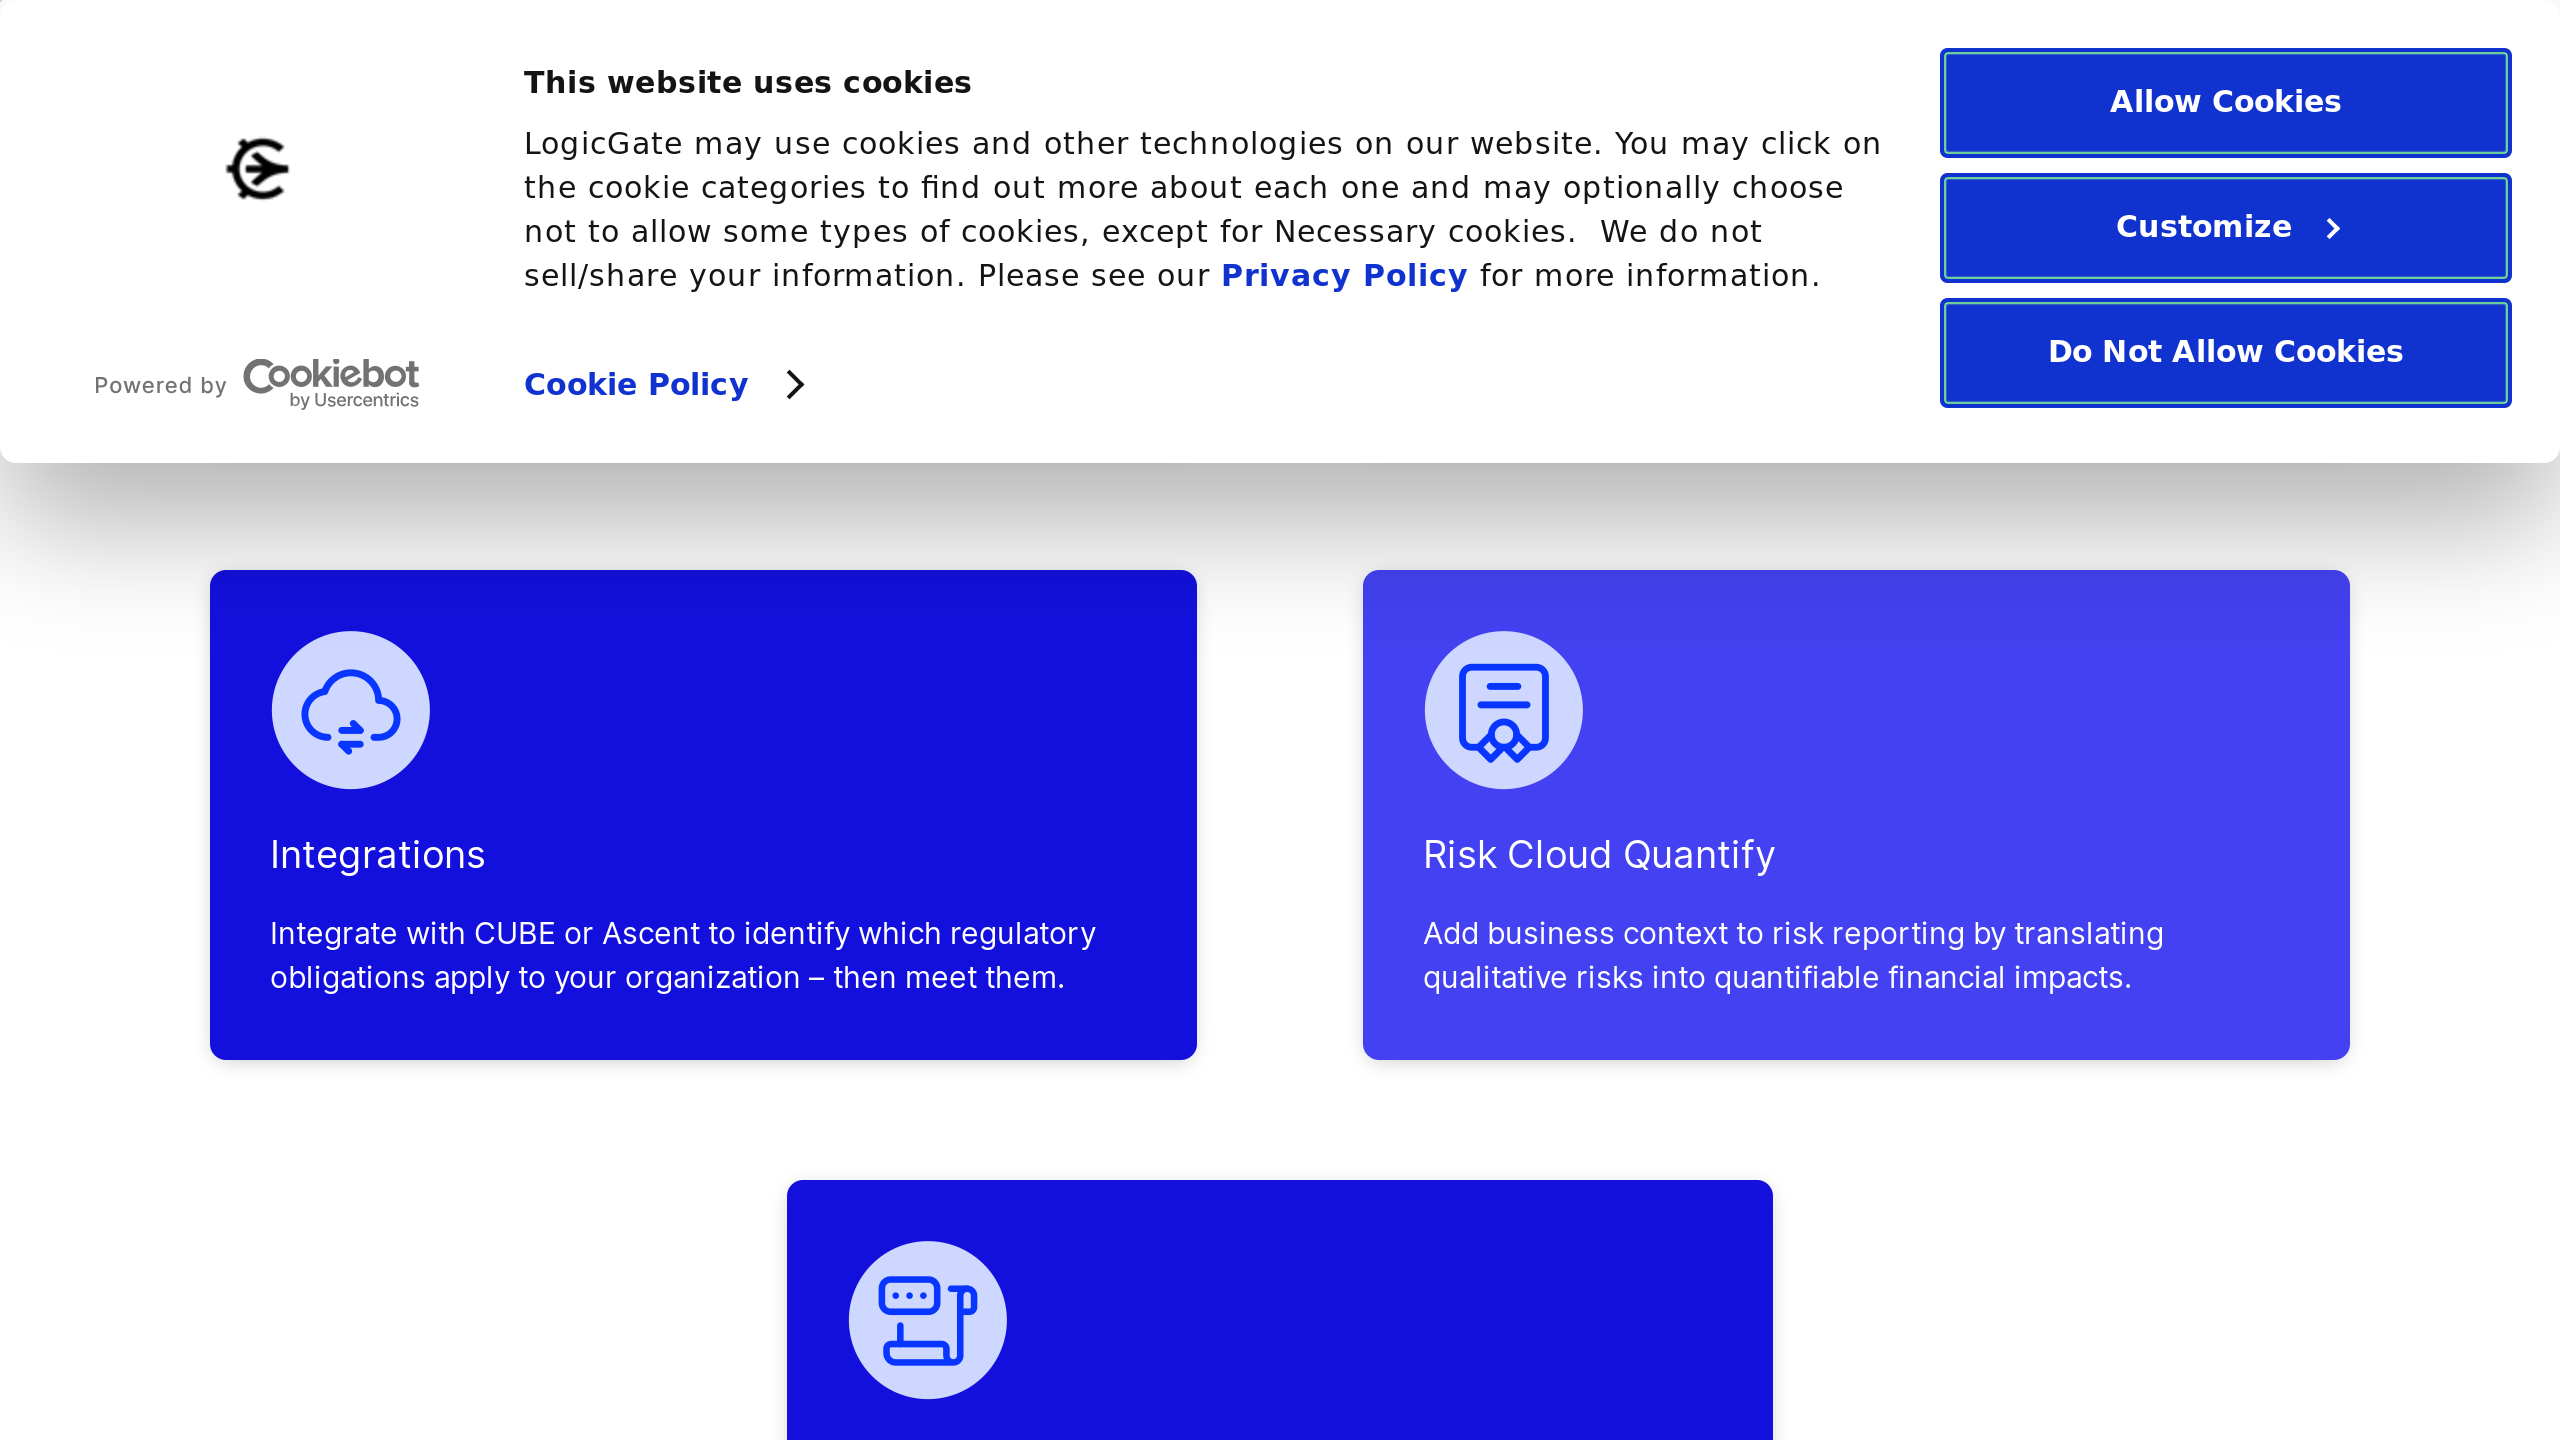 This website uses cookies
LogicGate may use cookies and other technologies on our website. You may click on
the cookie categories to find out more about each one and may optionally choose
not to allow some types of cookies, except for Necessary cookies.  We do not
sell/share your information. Please see our Privacy Policy for more information.
Powered by Cookiebot
by Usercentrics
Cookie Policy
Allow Cookies
Customize
Do Not Allow Cookies
Integrations
Integrate with CUBE or Ascent to identify which regulatory
obligations apply to your organization – then meet them.
Risk Cloud Quantify
Add business context to risk reporting by translating
qualitative risks into quantifiable financial impacts.